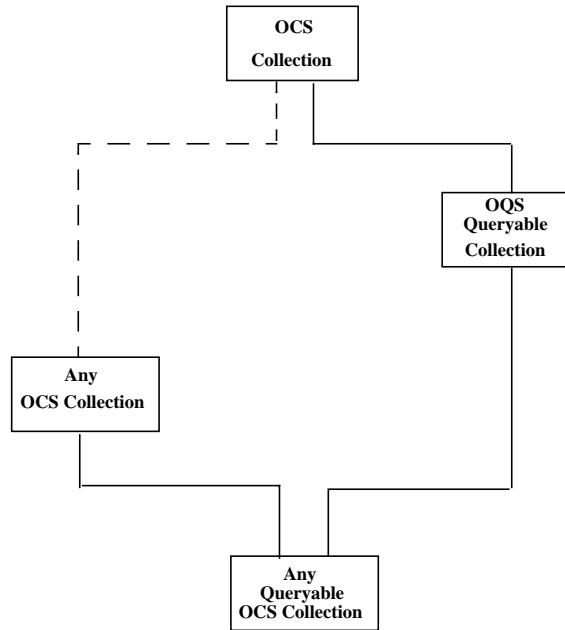 OCS
Collection
OQS
Queryable
Collection
Any
OCS Collection
Any
Queryable
OCS Collection